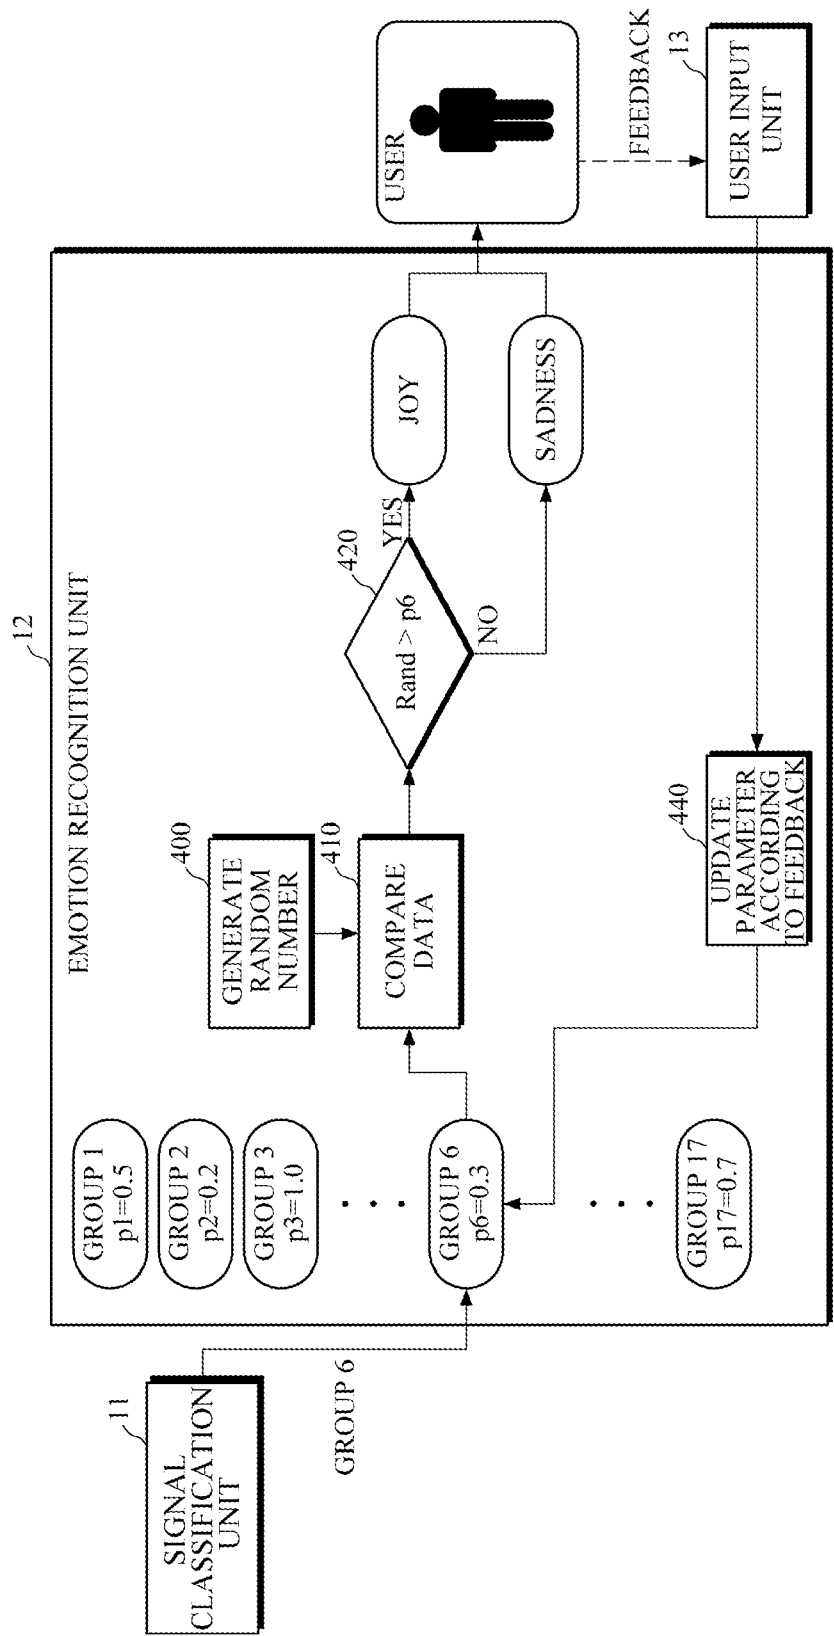 12
EMOTION RECOGNITION UNIT
11
SIGNAL
CLASSIFICATION
UNIT
GROUP 6
GROUP 1
p1=0.5
GROUP 2
p2=0.2
GROUP 3
p3=1.0
. . .
GROUP 6
p6=0.3
. . .
GROUP 17
p17=0.7
400
GENERATE
RANDOM
NUMBER
410
COMPARE
DATA
420
Rand > p6
YES
NO
JOY
SADNESS
USER
FEEDBACK
13
USER INPUT
UNIT
440
UPDATE
PARAMETER
ACCORDING
TO FEEDBACK